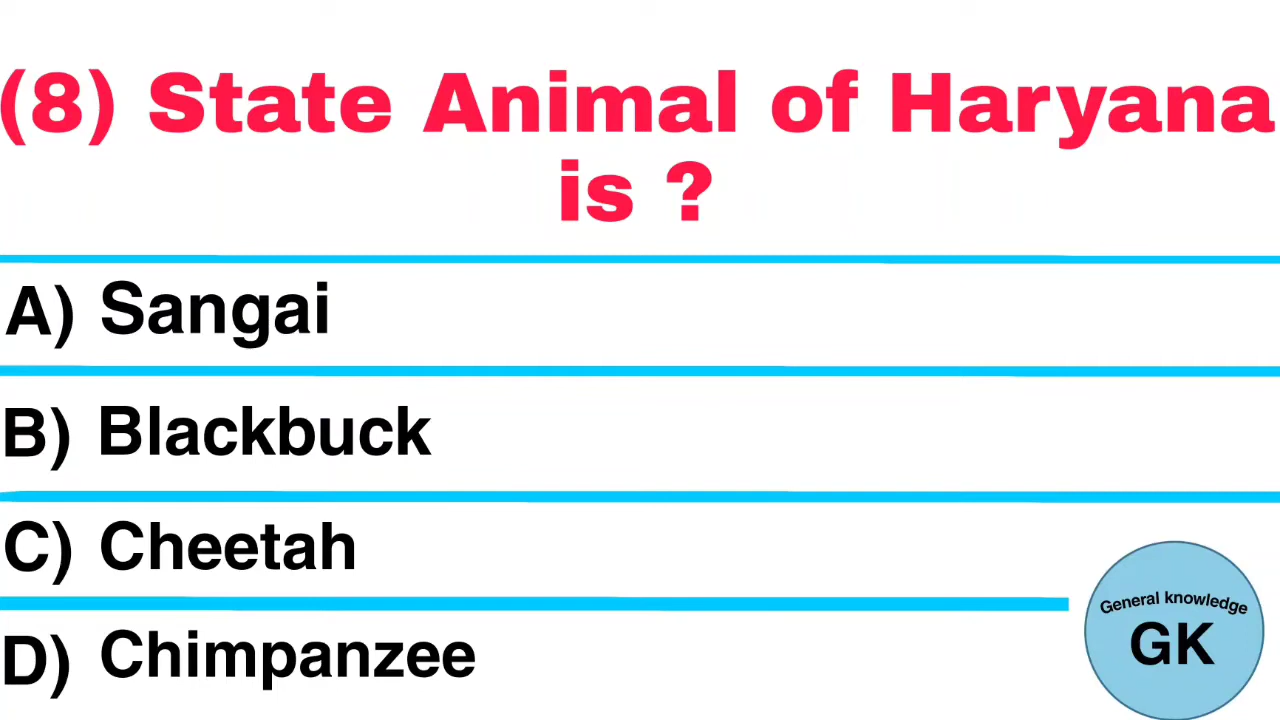 (8) State Animal of Haryana
is ?
A) Sangai
B) Blackbuck
C) Cheetah
D) Chimpanzee
General knowledge
GK